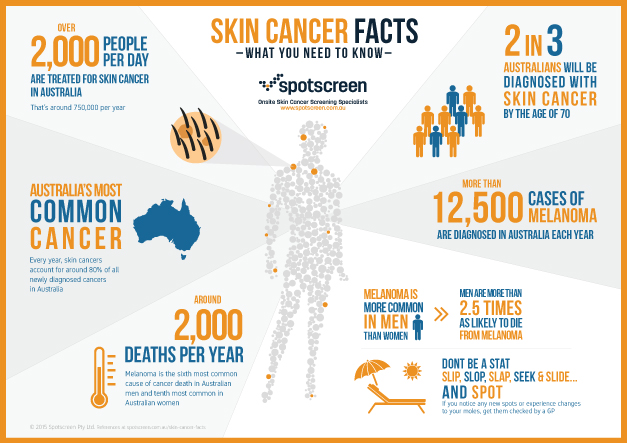 SKIN CANCER FACTS
–WHAT YOU NEED TO KNOW–
spotscreen
Onsite Skin Cancer Screening Specialists
www.spotscreen.com.au
OVER
2,000 PEOPLE
PER DAY
ARE TREATED FOR SKIN CANCER
IN AUSTRALIA
That's around 750,000 per year
2 IN 3
AUSTRALIANS WILL BE
DIAGNOSED WITH
SKIN CANCER
BY THE AGE OF 70
AUSTRALIA'S MOST
COMMON
CANCER
Every year, skin cancers
account for around 80% of all
newly diagnosed cancers
in Australia
MORE THAN
12,500 CASES OF
MELANOMA
ARE DIAGNOSED IN AUSTRALIA EACH YEAR
AROUND
2,000
DEATHS PER YEAR
Melanoma is the sixth most common
cause of cancer death in Australian
men and tenth most common in
Australian women
MELANOMA IS
MORE COMMON
IN MEN
THAN WOMEN
MEN ARE MORE THAN
2.5 TIMES
AS LIKELY TO DIE
FROM MELANOMA
DONT BE A STAT
SLIP, SLOP, SLAP, SEEK & SLIDE...
AND SPOT
If you notice any new spots or experience changes
to your moles, get them checked by a GP
© 2015 Spotscreen Pty Ltd.